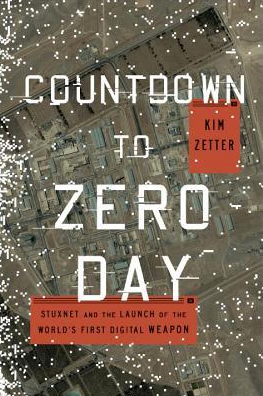 COUNTDOWN
KIM
ZETTER
TO
ZERO
DAY
STUXNET AND THE LAUNCH OF THE
WORLD'S FIRST DIGITAL WEAPON